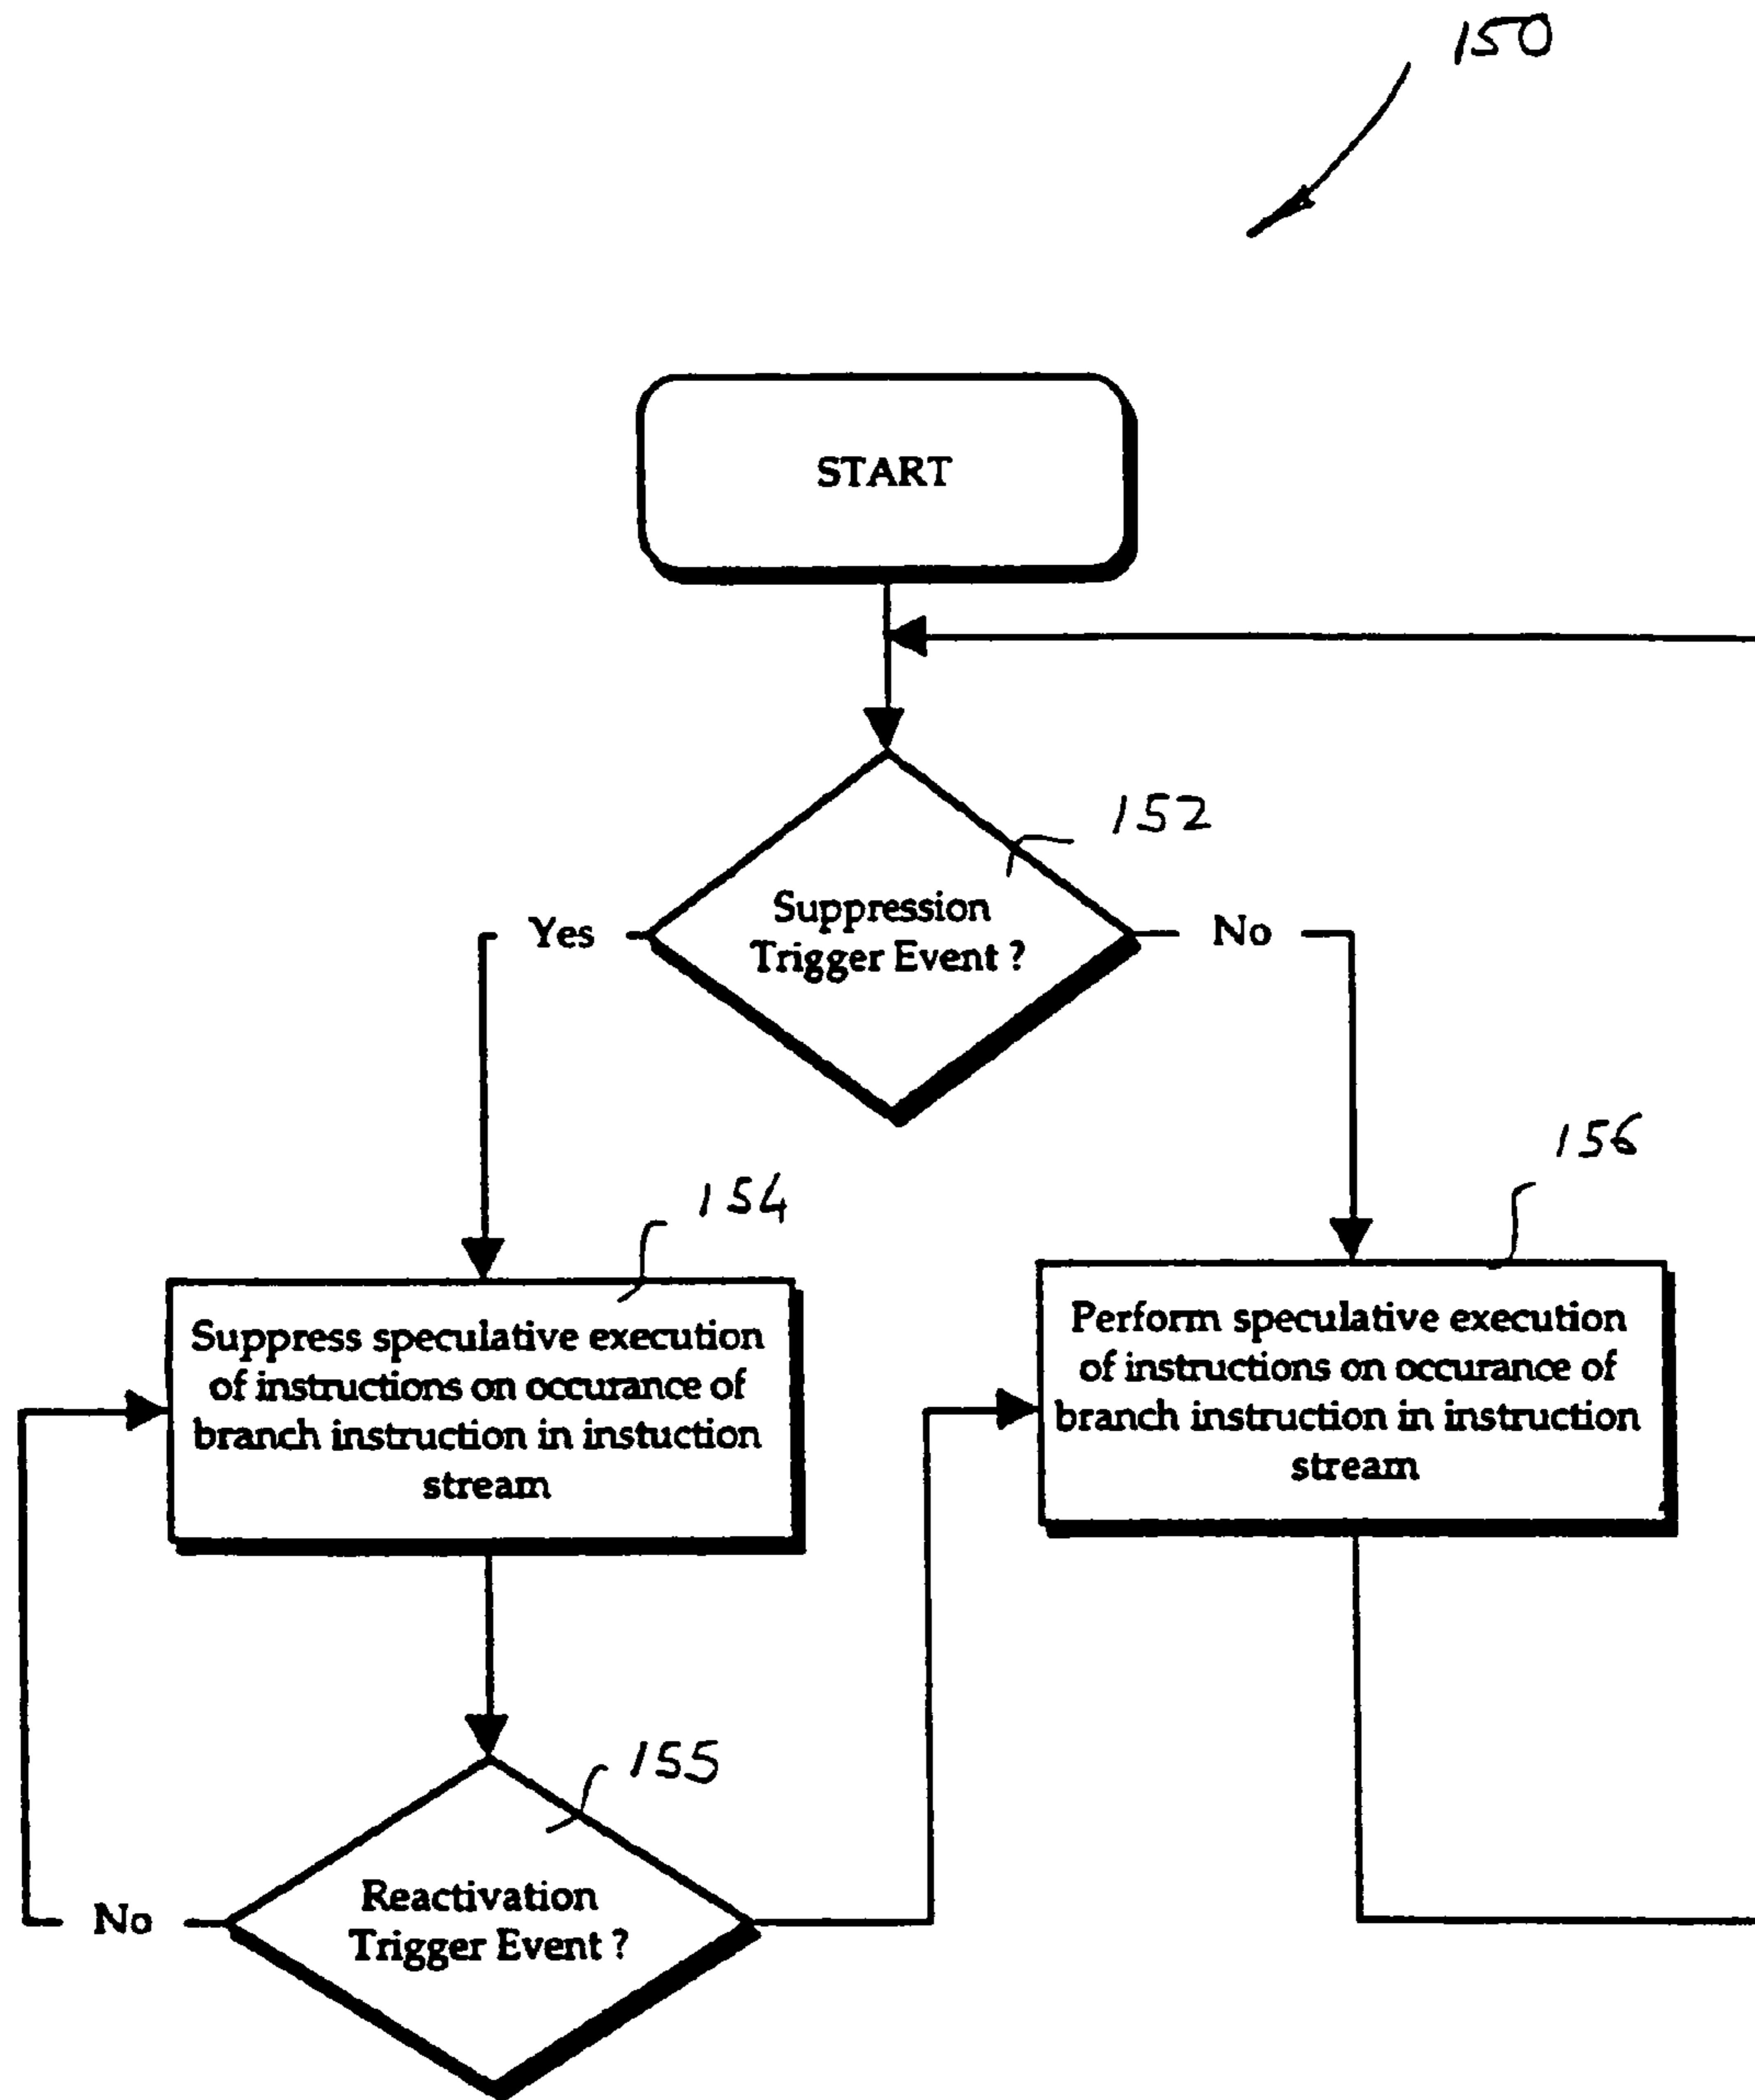 150
START
152
Suppression
Trigger Event ?
Yes
No
154
156
Suppress speculative execution
of instructions on occurance of
branch instruction in instuction
stream
Perform speculative execution
of instructions on occurance of
branch instruction in instruction
stream
155
Reactivation
Trigger Event ?
No